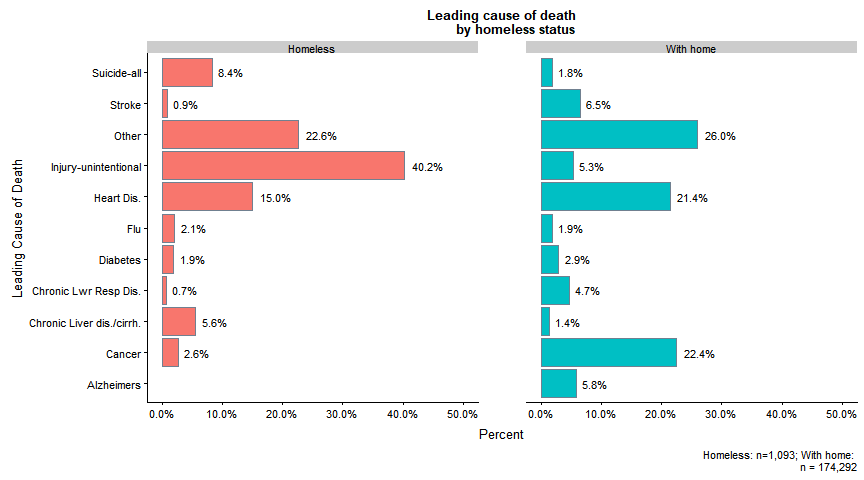 Leading cause of death
by homeless status
Homeless
With home
Leading Cause of Death
Suicide-all
8.4%
1.8%
Stroke
0.9%
6.5%
Other
22.6%
26.0%
Injury-unintentional
40.2%
5.3%
Heart Dis.
15.0%
21.4%
Flu
2.1%
1.9%
Diabetes
1.9%
2.9%
Chronic Lwr Resp Dis.
0.7%
4.7%
Chronic Liver dis./cirrh.
5.6%
1.4%
Cancer
2.6%
22.4%
Alzheimers
5.8%
0.0% 10.0% 20.0% 30.0% 40.0% 50.0%
0.0% 10.0% 20.0% 30.0% 40.0% 50.0%
Percent
Homeless: n=1,093; With home:
n = 174,292